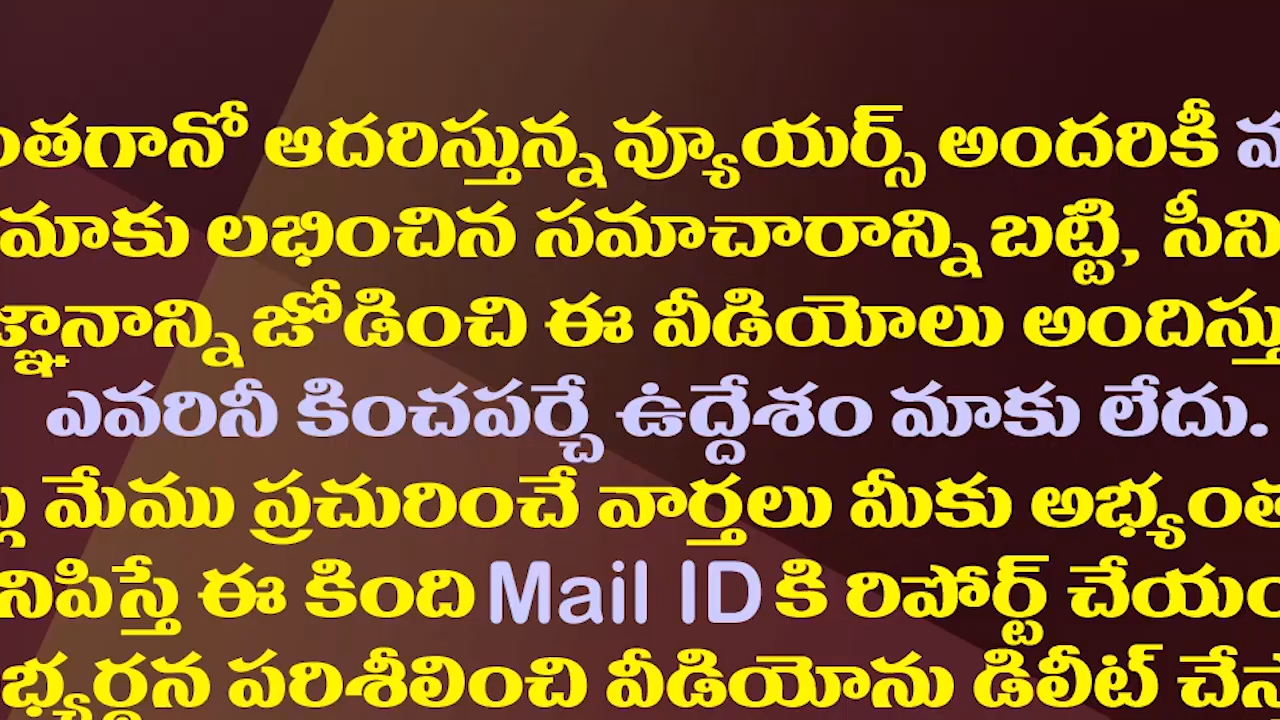 ంతగానో ఆదరిస్తున్న వ్యూయర్స్ అందరికీ
మాకు లభించిన సమాచారాన్ని బట్టి, సీని
జ్ఞానాన్ని జోడించి ఈ వీడియోలు అందిస్తు
ఎవరినీ కించపర్చే ఉద్దేశం మాకు లేదు.
మేము ప్రచురించే వార్తలు మీకు అభ్యంత
నిపిస్తే ఈ కింది Mail ID కి రిపోర్ట్ చేయం
భ్యర్థన పరిశీలించి వీడియోను డిలీట్ చేస